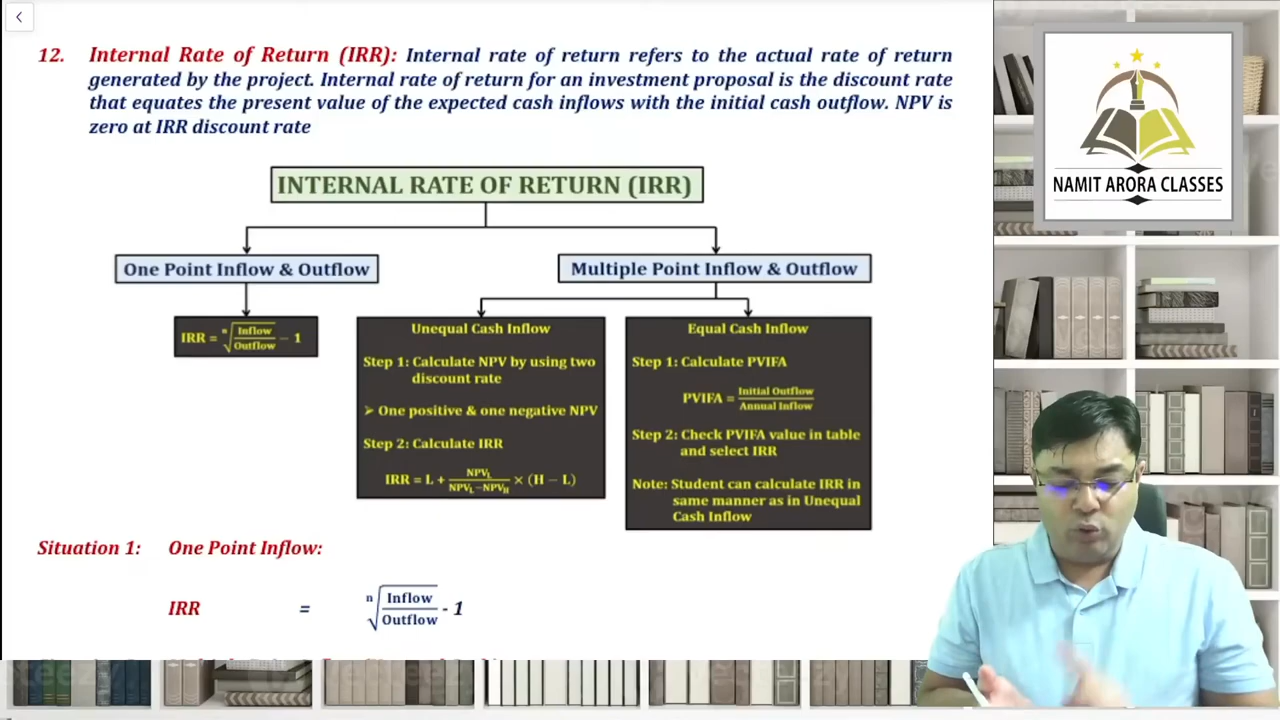 12. Internal Rate of Return (IRR): Internal rate of return refers to the actual rate of return
generated by the project. Internal rate of return for an investment proposal is the discount rate
that equates the present value of the expected cash inflows with the initial cash outflow. NPV is
zero at IRR discount rate
INTERNAL RATE OF RETURN (IRR)
One Point Inflow & Outflow
Multiple Point Inflow & Outflow
IRR = ⁿ√(Inflow/Outflow) − 1
Unequal Cash Inflow
Step 1: Calculate NPV by using two
discount rate
➢ One positive & one negative NPV
Step 2: Calculate IRR
IRR = L + NPV_L/(NPV_L−NPV_H) × (H − L)
Equal Cash Inflow
Step 1: Calculate PVIFA
PVIFA = Initial Outflow/Annual Inflow
Step 2: Check PVIFA value in table
and select IRR
Note: Student can calculate IRR in
same manner as in Unequal
Cash Inflow
Situation 1: One Point Inflow:
IRR = ⁿ√(Inflow/Outflow) - 1
NAMIT ARORA CLASSES